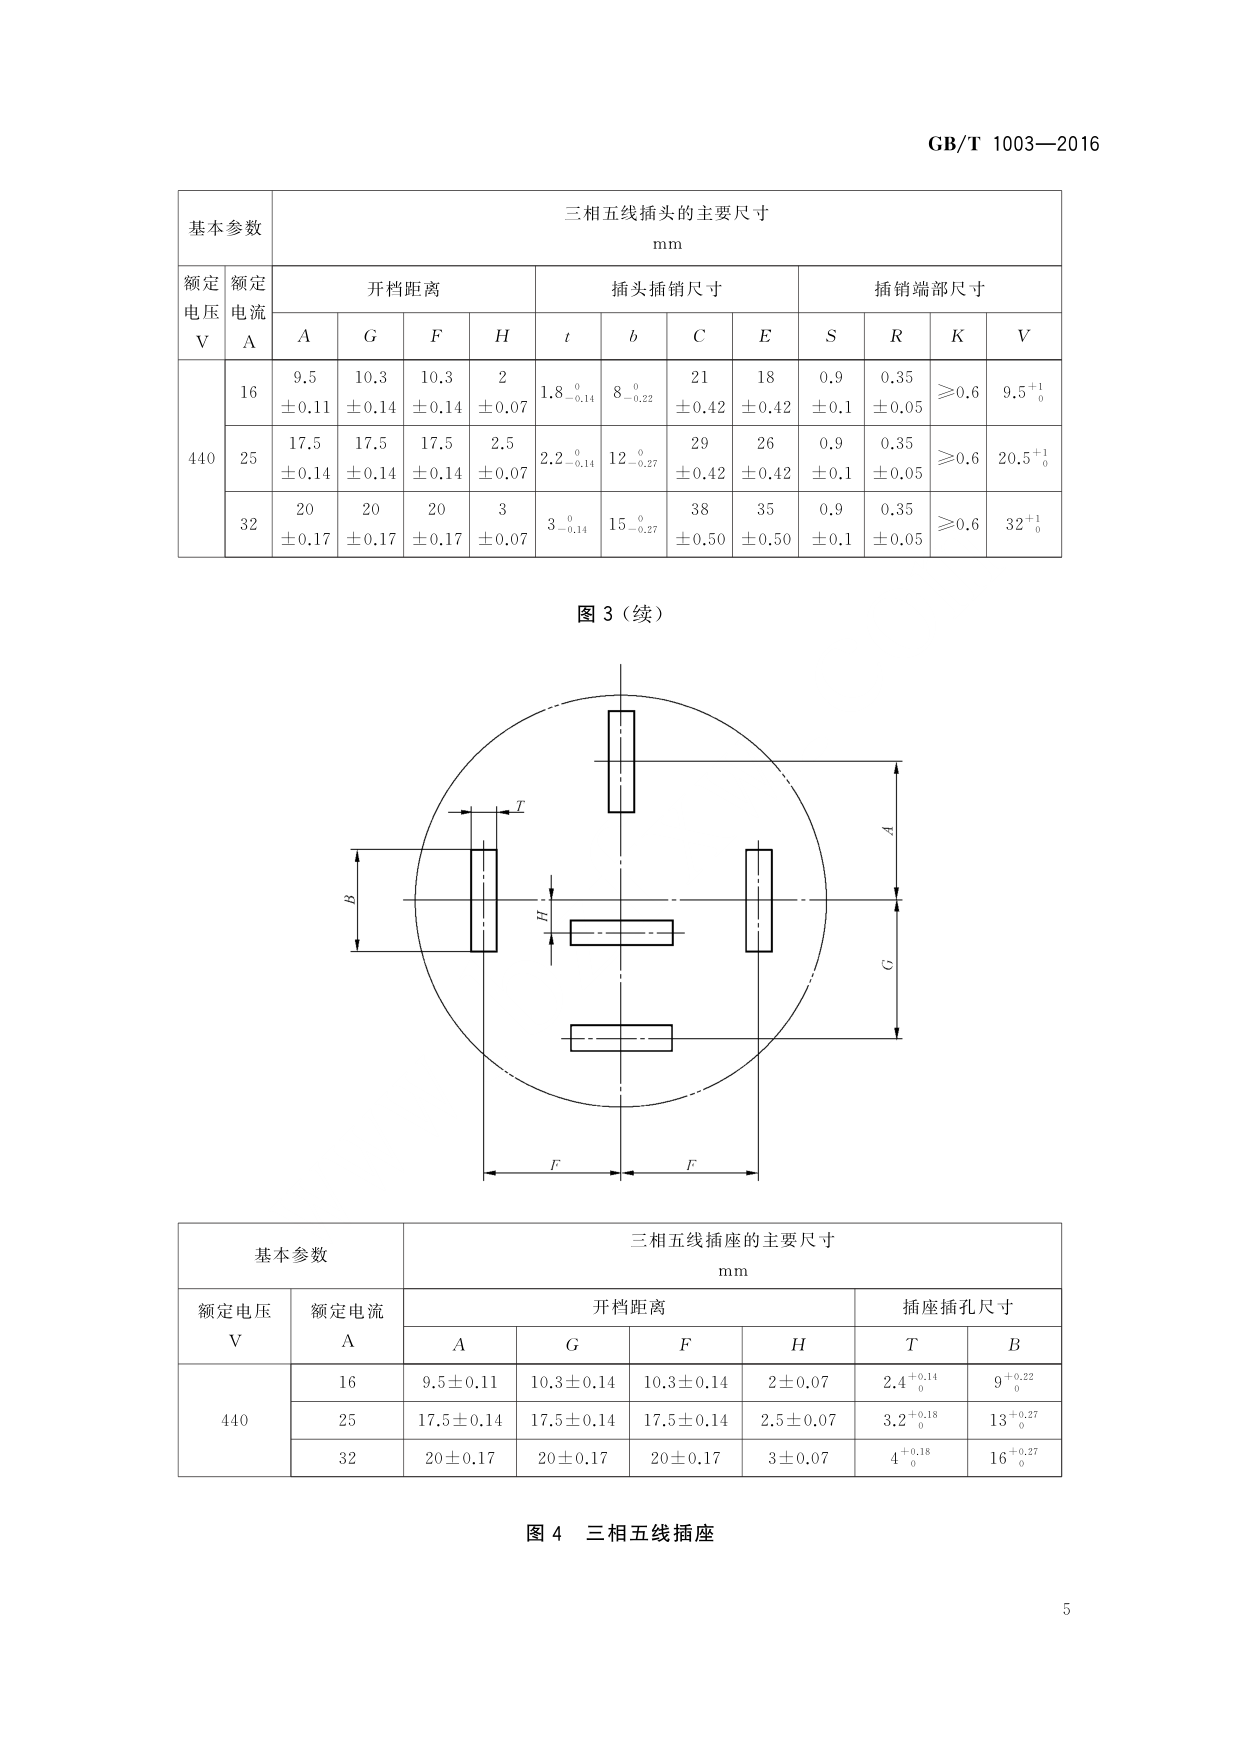 GB/T 1003—2016
基本参数 三相五线插头的主要尺寸
mm
额定电压 V 额定电流 A 开档距离 插头插销尺寸 插销端部尺寸
A G F H t b C E S R K V
440 16 9.5±0.11 10.3±0.14 10.3±0.14 2±0.07 1.8 0 −0.14 8 0 −0.22 21±0.42 18±0.42 0.9±0.1 0.35±0.05 ≥0.6 9.5 +1 0
25 17.5±0.14 17.5±0.14 17.5±0.14 2.5±0.07 2.2 0 −0.14 12 0 −0.27 29±0.42 26±0.42 0.9±0.1 0.35±0.05 ≥0.6 20.5 +1 0
32 20±0.17 20±0.17 20±0.17 3±0.07 3 0 −0.14 15 0 −0.27 38±0.50 35±0.50 0.9±0.1 0.35±0.05 ≥0.6 32 +1 0
图 3（续）
T
A
B
H
G
F F
基本参数 三相五线插座的主要尺寸
mm
额定电压 V 额定电流 A 开档距离 插座插孔尺寸
A G F H T B
440 16 9.5±0.11 10.3±0.14 10.3±0.14 2±0.07 2.4 +0.14 0 9 +0.22 0
25 17.5±0.14 17.5±0.14 17.5±0.14 2.5±0.07 3.2 +0.18 0 13 +0.27 0
32 20±0.17 20±0.17 20±0.17 3±0.07 4 +0.18 0 16 +0.27 0
图 4 三相五线插座
5